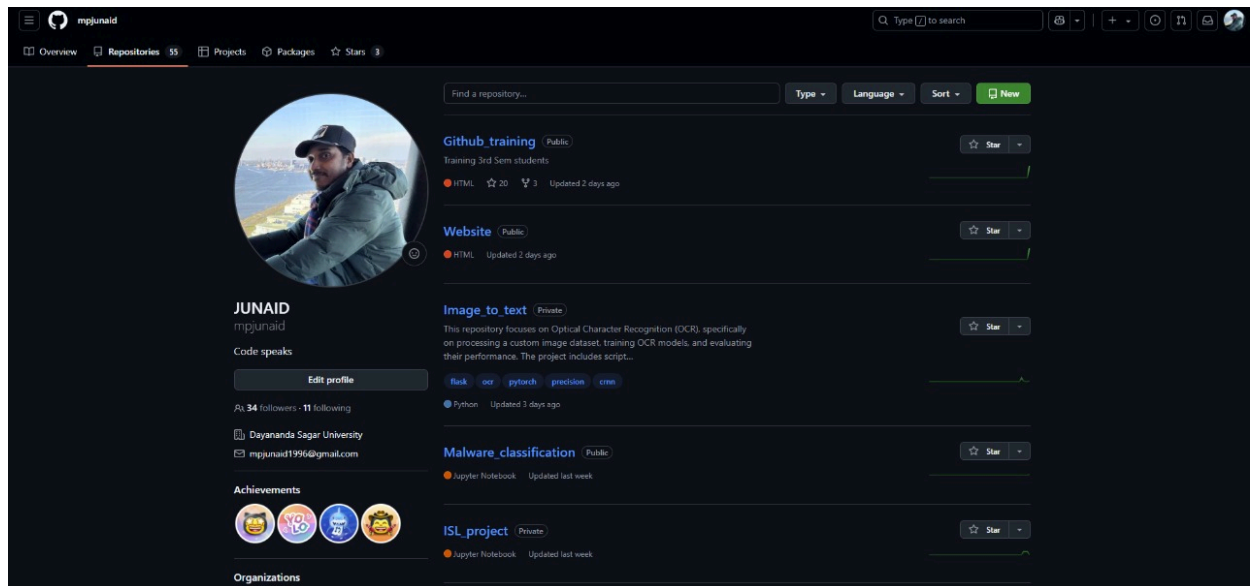 mpjunaid
Type / to search
Overview Repositories 55 Projects Packages Stars 3
Find a repository...
Type Language Sort New
Github_training Public
Star
Training 3rd Sem students
HTML 20 3 Updated 2 days ago
Website Public
Star
HTML Updated 2 days ago
JUNAID
mpjunaid
Code speaks
Edit profile
34 followers · 11 following
Dayananda Sagar University
mpjunaid1996@gmail.com
Achievements
YOLO
Organizations
Image_to_text Private
Star
This repository focuses on Optical Character Recognition (OCR), specifically
on processing a custom image dataset, training OCR models, and evaluating
their performance. The project includes script...
flask ocr pytorch precision crnn
Python Updated 3 days ago
Malware_classification Public
Star
Jupyter Notebook Updated last week
ISL_project Private
Star
Jupyter Notebook Updated last week